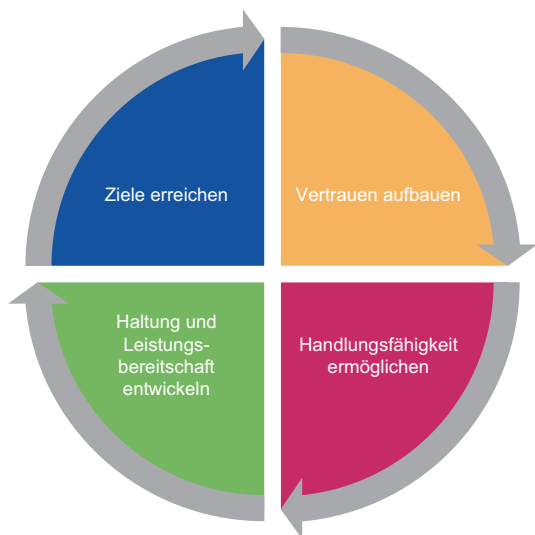 Ziele erreichen
Vertrauen aufbauen
Haltung und
Leistungs-
bereitschaft
entwickeln
Handlungsfähigkeit
ermöglichen